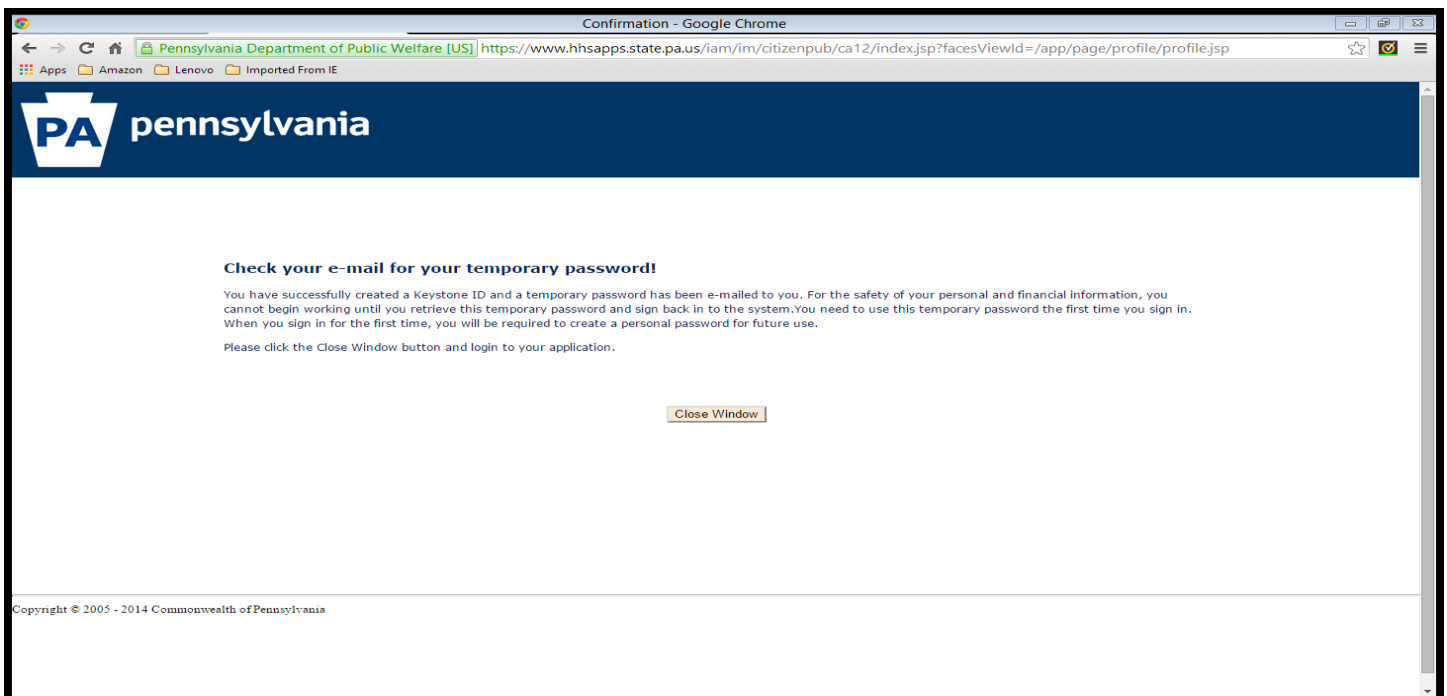 Confirmation - Google Chrome
Pennsylvania Department of Public Welfare [US] https://www.hhsapps.state.pa.us/iam/im/citizenpub/ca12/index.jsp?facesViewId=/app/page/profile/profile.jsp
Apps Amazon Lenovo Imported From IE
PA pennsylvania
Check your e-mail for your temporary password!
You have successfully created a Keystone ID and a temporary password has been e-mailed to you. For the safety of your personal and financial information, you
cannot begin working until you retrieve this temporary password and sign back in to the system.You need to use this temporary password the first time you sign in.
When you sign in for the first time, you will be required to create a personal password for future use.
Please click the Close Window button and login to your application.
Close Window
Copyright © 2005 - 2014 Commonwealth of Pennsylvania